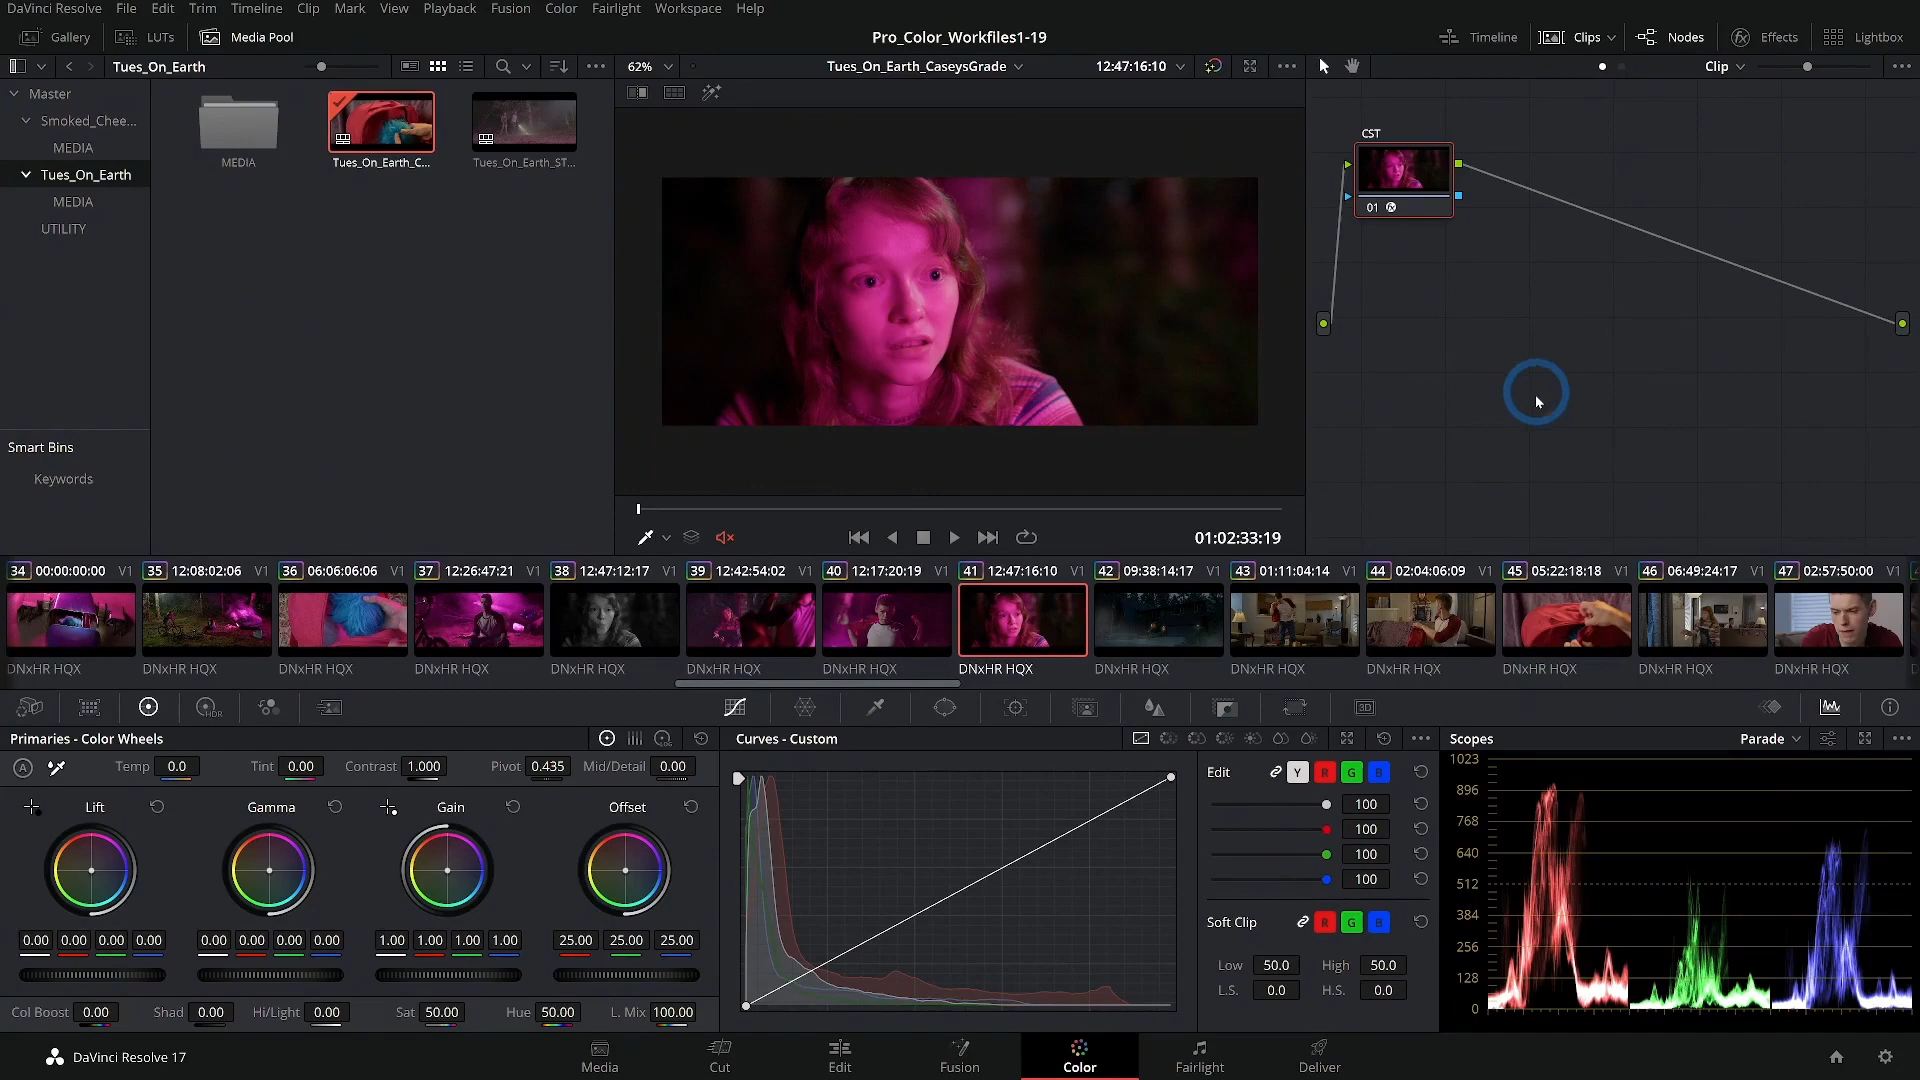 DaVinci Resolve File Edit Trim Timeline Clip Mark View Playback Fusion Color Fairlight Workspace Help
Gallery LUTs Media Pool
Pro_Color_Workfiles1-19
Timeline Clips Nodes Effects Lightbox
Tues_On_Earth
62%
Tues_On_Earth_CaseysGrade
12:47:16:10
Clip
Master
Smoked_Chee...
MEDIA
Tues_On_Earth
MEDIA
UTILITY
Smart Bins
Keywords
MEDIA
Tues_On_Earth_C...
Tues_On_Earth_ST...
CST
01
01:02:33:19
34 00:00:00:00 V1
35 12:08:02:06 V1
36 06:06:06:06 V1
37 12:26:47:21 V1
38 12:47:12:17 V1
39 12:42:54:02 V1
40 12:17:20:19 V1
41 12:47:16:10 V1
42 09:38:14:17 V1
43 01:11:04:14 V1
44 02:04:06:09 V1
45 05:22:18:18 V1
46 06:49:24:17 V1
47 02:57:50:00 V1
DNxHR HQX DNxHR HQX DNxHR HQX DNxHR HQX DNxHR HQX DNxHR HQX DNxHR HQX DNxHR HQX DNxHR HQX DNxHR HQX DNxHR HQX DNxHR HQX DNxHR HQX DNxHR HQX
HDR
3D
Primaries - Color Wheels
A Temp 0.0 Tint 0.00 Contrast 1.000 Pivot 0.435 Mid/Detail 0.00
Lift Gamma Gain Offset
0.00 0.00 0.00 0.00 0.00 0.00 0.00 0.00 1.00 1.00 1.00 1.00 25.00 25.00 25.00
Col Boost 0.00 Shad 0.00 Hi/Light 0.00 Sat 50.00 Hue 50.00 L. Mix 100.00
Curves - Custom
Edit Y R G B
100
100
100
100
Soft Clip R G B
Low 50.0 High 50.0
L.S. 0.0 H.S. 0.0
Scopes
Parade
1023
896
768
640
512
384
256
128
0
DaVinci Resolve 17
Media Cut Edit Fusion Color Fairlight Deliver